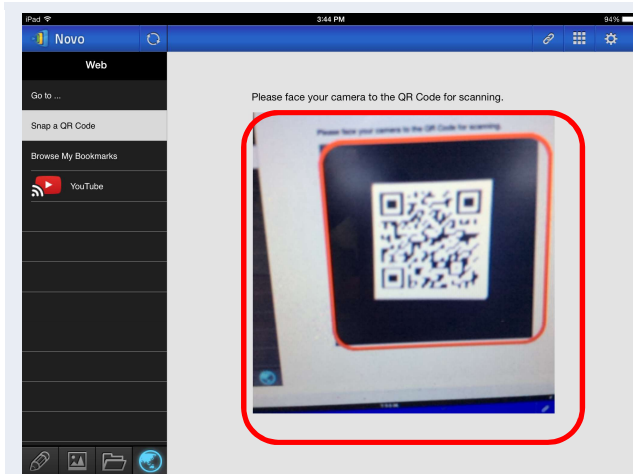 iPad
3:44 PM
94%
Novo
Web
Go to ...
Snap a QR Code
Browse My Bookmarks
YouTube
Please face your camera to the QR Code for scanning.
Please face your camera to the QR Code for scanning.